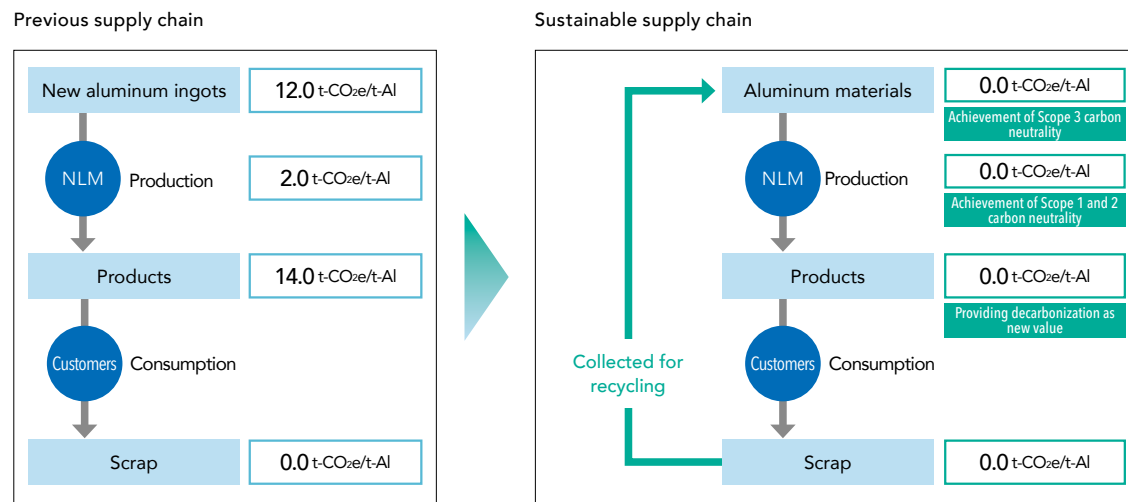 Previous supply chain
New aluminum ingots
12.0 t-CO2e/t-Al
NLM
Production
2.0 t-CO2e/t-Al
Products
14.0 t-CO2e/t-Al
Customers
Consumption
Scrap
0.0 t-CO2e/t-Al
Sustainable supply chain
Aluminum materials
0.0 t-CO2e/t-Al
Achievement of Scope 3 carbon
neutrality
NLM
Production
0.0 t-CO2e/t-Al
Achievement of Scope 1 and 2
carbon neutrality
Products
0.0 t-CO2e/t-Al
Providing decarbonization as
new value
Collected for
recycling
Customers
Consumption
Scrap
0.0 t-CO2e/t-Al